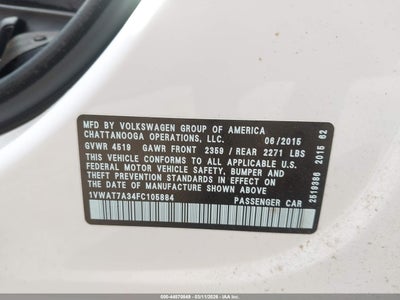 MFD BY VOLKSWAGEN GROUP OF AMERICA
CHATTANOOGA OPERATIONS, LLC. 06/2015
GVWR 4519 GAWR FRONT 2359 / REAR 2271 LBS
THIS VEHICLE CONFORMS TO ALL APPLICABLE U.S.
FEDERAL MOTOR VEHICLE SAFETY, BUMPER AND
THEFT PREVENTION STANDARDS IN EFFECT ON
THE DATE OF MANUFACTURE SHOWN ABOVE.
1VWAT7A34FC105884 PASSENGER CAR
2519386 2015 62